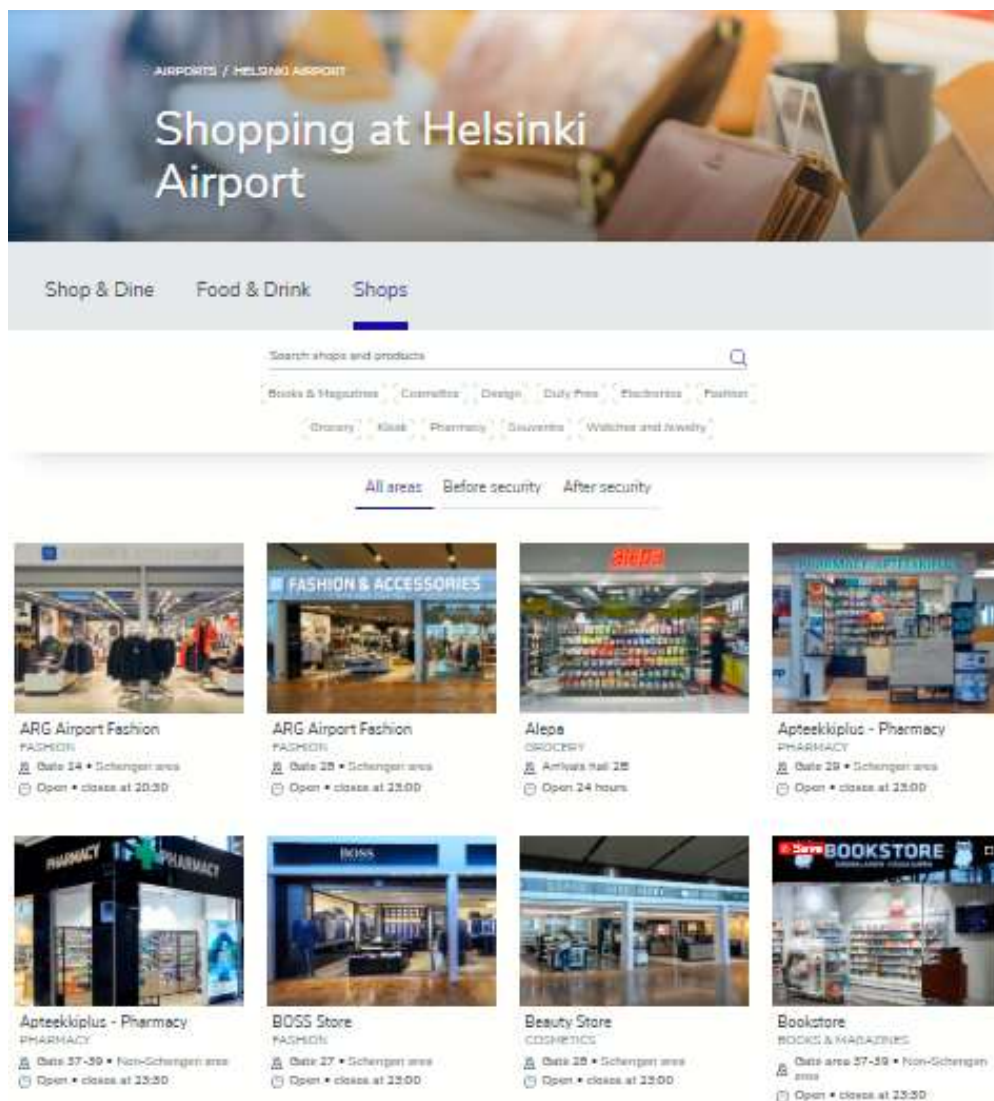 AIRPORTS / HELSINKI AIRPORT
Shopping at Helsinki
Airport
Shop & Dine Food & Drink Shops
Search shops and products
Books & Magazines Cosmetics Design Duty Free Electronics Fashion
Grocery Kiosk Pharmacy Souvenirs Watches and Jewelry
All areas Before security After security
FASHION & ACCESSORIES
alepa
PHARMACY APTEEKKIPLUS
ARG Airport Fashion
FASHION
Gate 24 • Schengen area
Open • closes at 20:30
ARG Airport Fashion
FASHION
Gate 28 • Schengen area
Open • closes at 23:00
Alepa
GROCERY
Arrivals hall 2B
Open 24 hours
Apteekkiplus - Pharmacy
PHARMACY
Gate 29 • Schengen area
Open • closes at 23:00
PHARMACY
PHARMACY
BOSS
Save
BOOKSTORE
Apteekkiplus - Pharmacy
PHARMACY
Gate 37-39 • Non-Schengen area
Open • closes at 23:30
BOSS Store
FASHION
Gate 27 • Schengen area
Open • closes at 23:00
Beauty Store
COSMETICS
Gate 28 • Schengen area
Open • closes at 23:00
Bookstore
BOOKS & MAGAZINES
Gate area 37-39 • Non-Schengen
area
Open • closes at 23:30